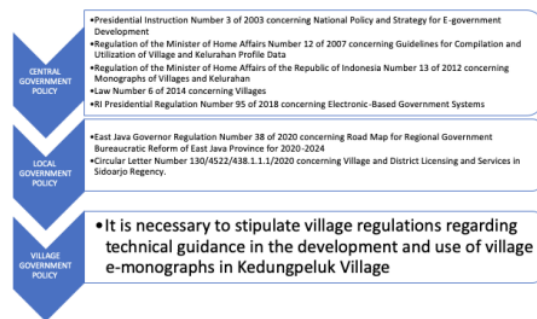 CENTRAL
GOVERNMENT
POLICY
•Presidential Instruction Number 3 of 2003 concerning National Policy and Strategy for E-government
Development
•Regulation of the Minister of Home Affairs Number 12 of 2007 concerning Guidelines for Compilation and
Utilization of Village and Kelurahan Profile Data
•Regulation of the Minister of Home Affairs of the Republic of Indonesia Number 13 of 2012 concerning
Monographs of Villages and Kelurahan
•Law Number 6 of 2014 concerning Villages
•RI Presidential Regulation Number 95 of 2018 concerning Electronic-Based Government Systems
LOCAL
GOVERNMENT
POLICY
•East Java Governor Regulation Number 38 of 2020 concerning Road Map for Regional Government
Bureaucratic Reform of East Java Province for 2020-2024
•Circular Letter Number 130/4522/438.1.1.1/2020 concerning Village and District Licensing and Services in
Sidoarjo Regency.
VILLAGE
GOVERNMENT
POLICY
•It is necessary to stipulate village regulations regarding
technical guidance in the development and use of village
e-monographs in Kedungpeluk Village